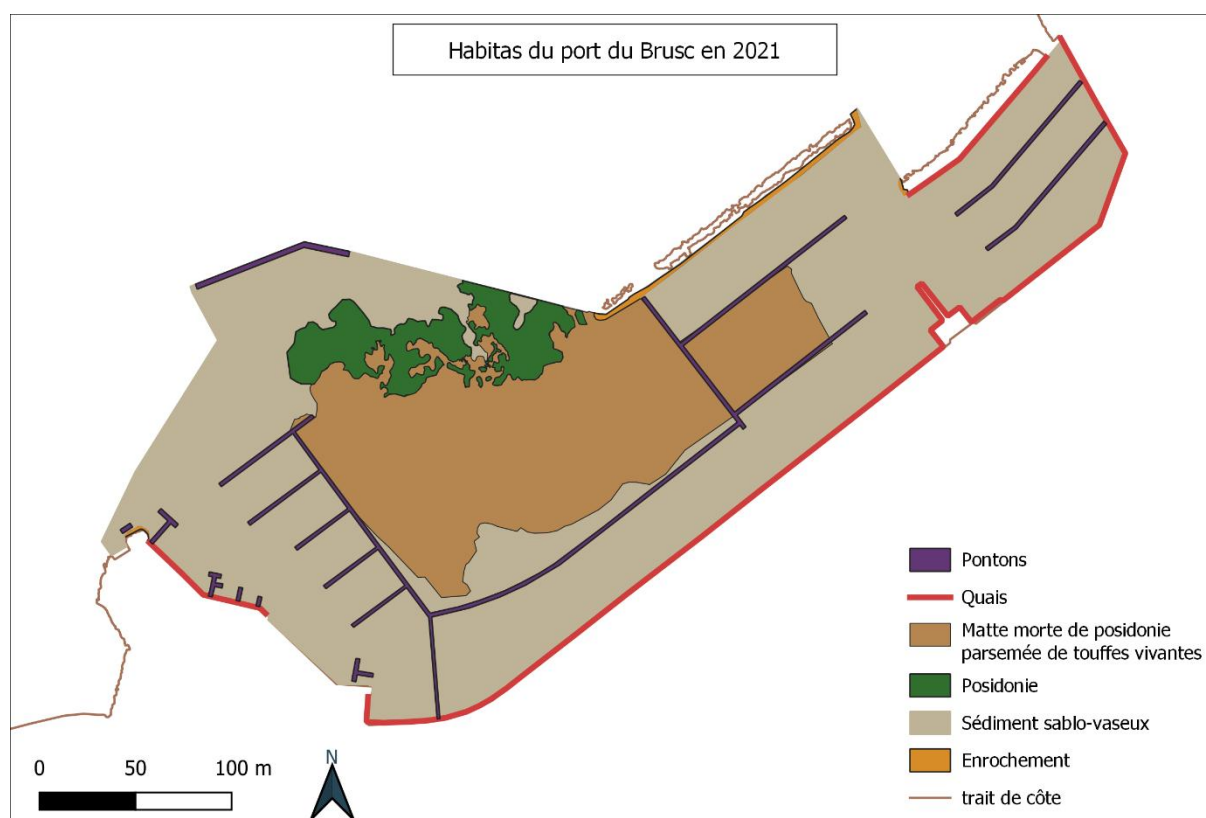 Habitas du port du Brusc en 2021
Pontons
Quais
Matte morte de posidonie
parsemée de touffes vivantes
Posidonie
Sédiment sablo-vaseux
Enrochement
trait de côte
0 50 100 m
N